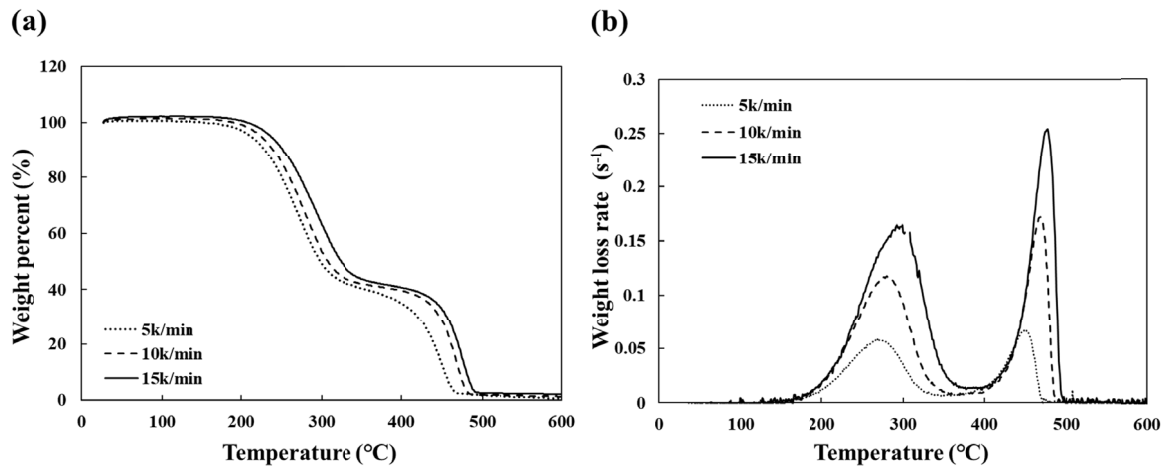 (a)
120
100
80
60
40
20
0
Weight percent (%)
5k/min
10k/min
15k/min
0 100 200 300 400 500 600
Temperature (°C)
(b)
0.3
0.25
0.2
0.15
0.1
0.05
0
Weight loss rate (s⁻¹)
5k/min
10k/min
15k/min
0 100 200 300 400 500 600
Temperature (°C)